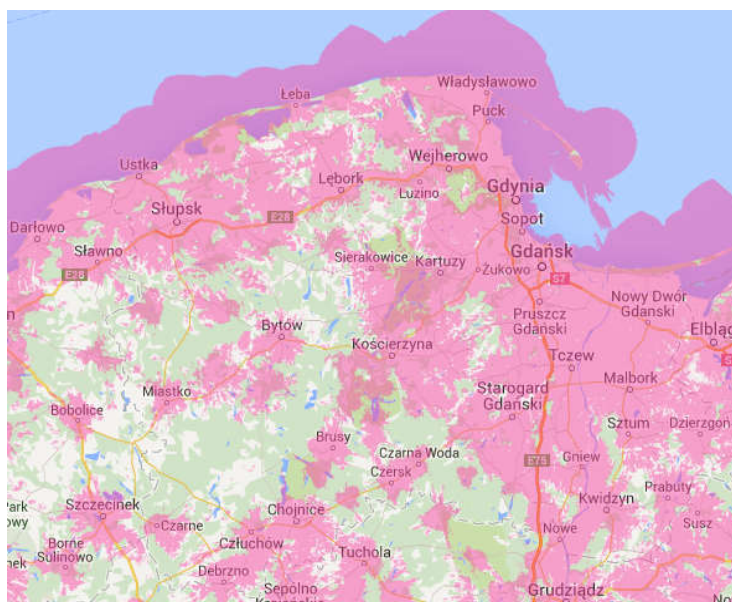 Władysławowo
Łeba
Puck
Ustka
Wejherowo
Lębork
Luzino
Gdynia
Słupsk
E28
Sopot
Darłowo
Sławno
Gdańsk
Sierakowice
Kartuzy
Żukowo
E28
S7
Nowy Dwór
Gdański
Pruszcz
Gdański
Elbląg
Bytów
Kościerzyna
Tczew
Malbork
Miastko
Starogard
Gdański
Bobolice
Sztum
Dzierzgoń
Brusy
Czarna Woda
E75
Gniew
Czersk
Prabuty
Park
Szczecinek
Chojnice
Kwidzyn
Susz
Czarne
Człuchów
Nowe
Borne
Sulinowo
Tuchola
Debrzno
Sępólno
Grudziądz